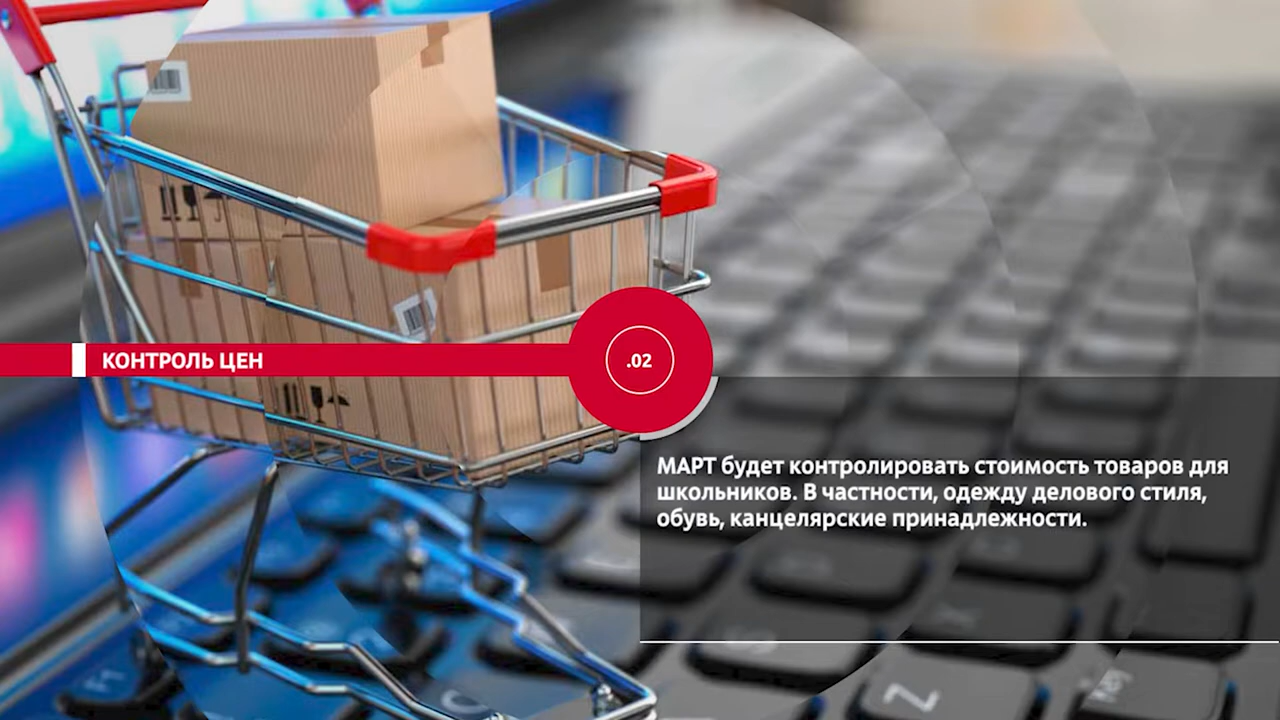 КОНТРОЛЬ ЦЕН
.02
МАРТ будет контролировать стоимость товаров для
школьников. В частности, одежду делового стиля,
обувь, канцелярские принадлежности.
Z